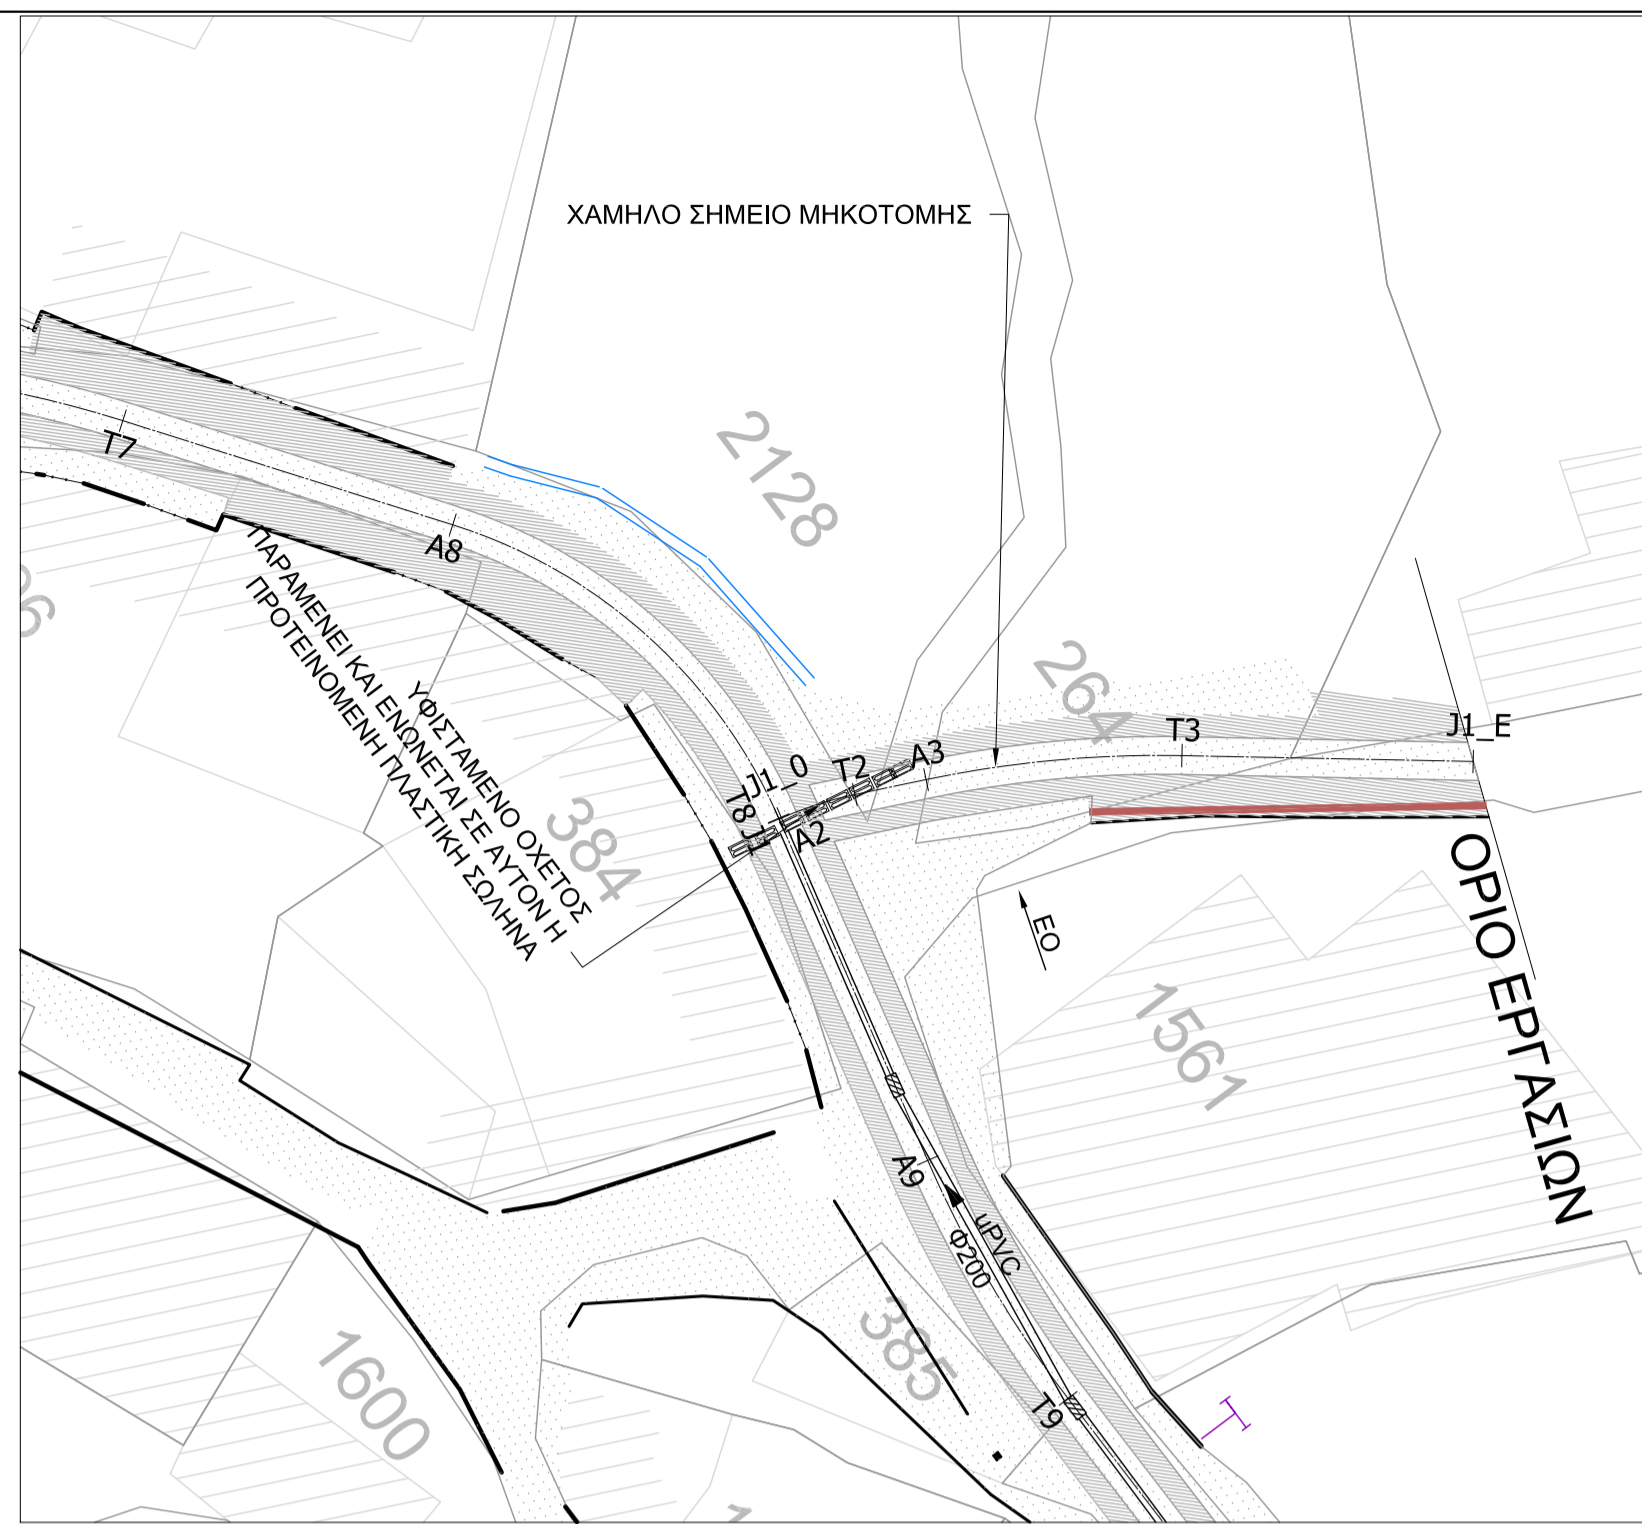 ΧΑΜΗΛΟ ΣΗΜΕΙΟ ΜΗΚΟΤΟΜΗΣ
2128
T7
A8
ΥΦΙΣΤΑΜΕΝΟ ΟΧΕΤΟΣ
ΠΑΡΑΜΕΝΕΙ ΚΑΙ ΕΝΩΝΕΤΑΙ ΣΕ ΑΥΤΟΝ Η
ΠΡΟΤΕΙΝΟΜΕΝΗ ΠΛΑΣΤΙΚΗ ΣΩΛΗΝΑ
264
T3
J1_E
J1_0
T2
A3
T8
J1
A2
384
ΕΟ
ΟΡΙΟ ΕΡΓΑΣΙΩΝ
1561
A9
uPVC
Φ200
385
T9
1600